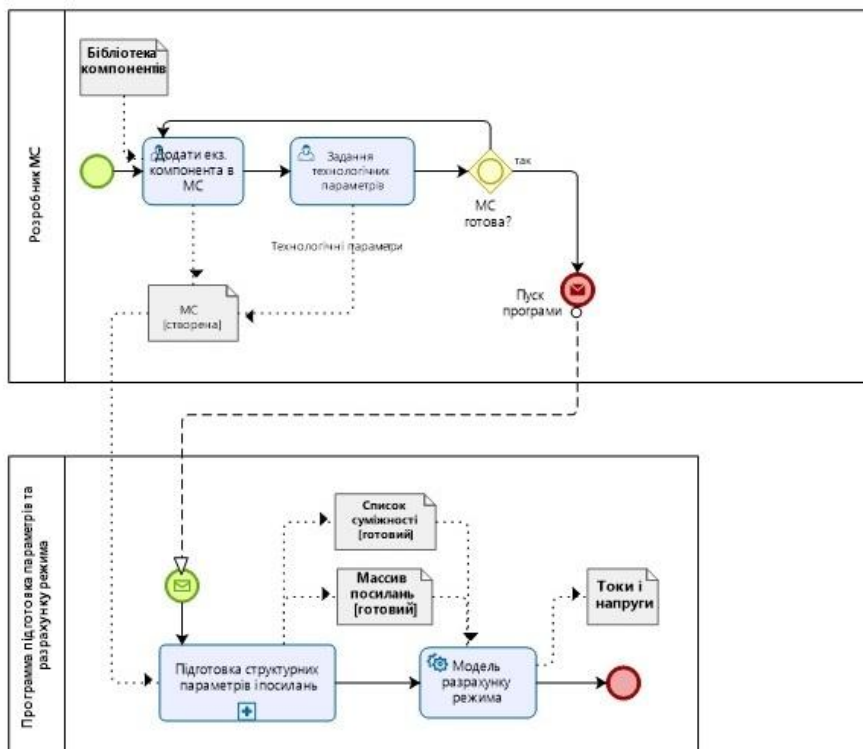 Бібліотека
компонентів
Додати екз.
компонента в
МС
Задання
технологічних
параметрів
так
МС
готова?
Розробник МС
Технологічні параметри
МС
[створена]
Пуск
програми
Программа підготовка параметрів та
разрахунку режима
Список
суміжності
[готовий]
Массив
посилань
[готовий]
Токи і
напруги
Підготовка структурних
параметрів і посилань
Модель
разрахунку
режима